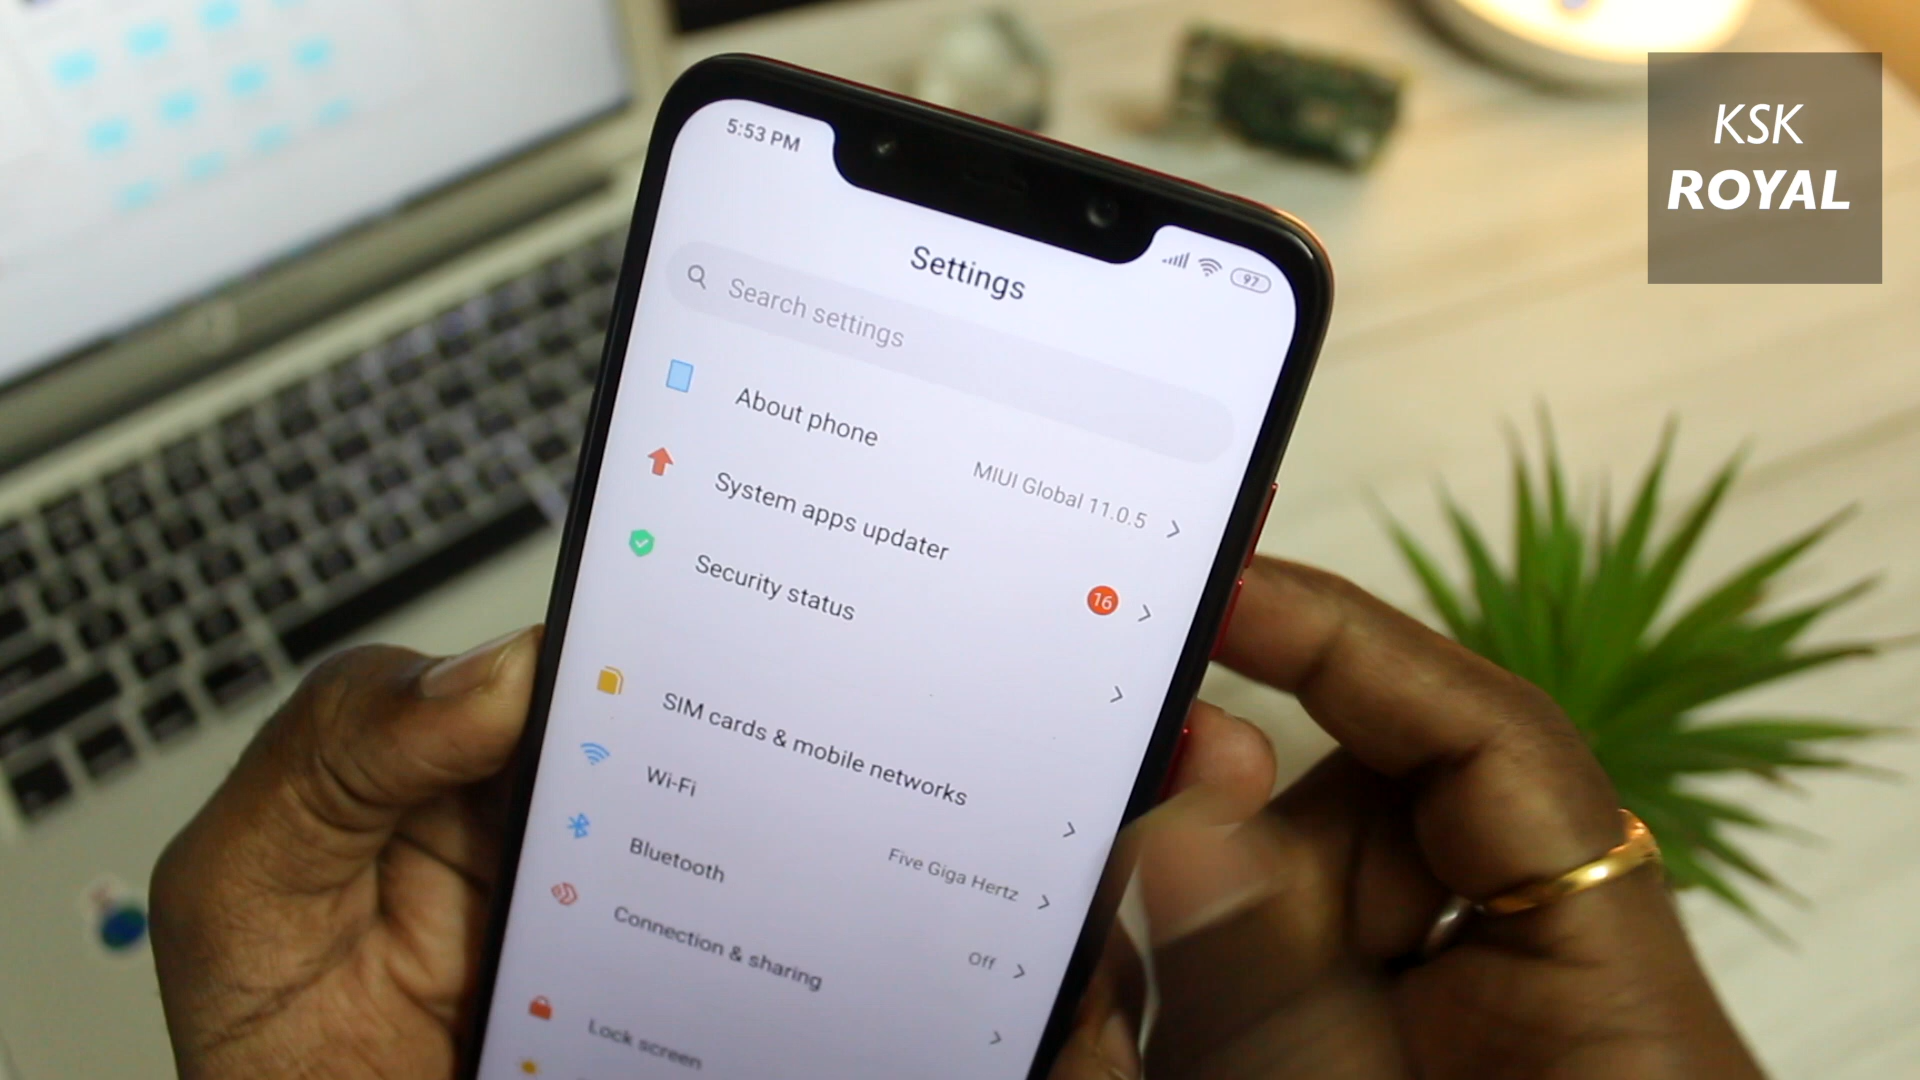 KSK
ROYAL
5:53 PM
97
Settings
Search settings
About phone
MIUI Global 11.0.5
System apps updater
16
Security status
SIM cards & mobile networks
Wi-Fi
Five Giga Hertz
Bluetooth
Off
Connection & sharing
Lock screen